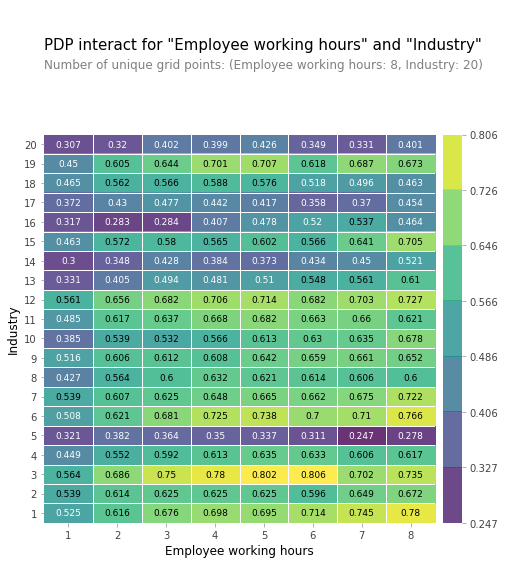 PDP interact for "Employee working hours" and "Industry"
Number of unique grid points: (Employee working hours: 8, Industry: 20)
20 0.307 0.32 0.402 0.399 0.426 0.349 0.331 0.401 0.806
19 0.45 0.605 0.644 0.701 0.707 0.618 0.687 0.673
18 0.465 0.562 0.566 0.588 0.576 0.518 0.496 0.463
17 0.372 0.43 0.477 0.442 0.417 0.358 0.37 0.454 0.726
16 0.317 0.283 0.284 0.407 0.478 0.52 0.537 0.464
15 0.463 0.572 0.58 0.565 0.602 0.566 0.641 0.705 0.646
14 0.3 0.348 0.428 0.384 0.373 0.434 0.45 0.521
13 0.331 0.405 0.494 0.481 0.51 0.548 0.561 0.61
12 0.561 0.656 0.682 0.706 0.714 0.682 0.703 0.727 0.566
11 0.485 0.617 0.637 0.668 0.682 0.663 0.66 0.621
10 0.385 0.539 0.532 0.566 0.613 0.63 0.635 0.678
9 0.516 0.606 0.612 0.608 0.642 0.659 0.661 0.652 0.486
8 0.427 0.564 0.6 0.632 0.621 0.614 0.606 0.6
7 0.539 0.607 0.625 0.648 0.665 0.662 0.675 0.722
6 0.508 0.621 0.681 0.725 0.738 0.7 0.71 0.766 0.406
5 0.321 0.382 0.364 0.35 0.337 0.311 0.247 0.278
4 0.449 0.552 0.592 0.613 0.635 0.633 0.606 0.617
3 0.564 0.686 0.75 0.78 0.802 0.806 0.702 0.735 0.327
2 0.539 0.614 0.625 0.625 0.625 0.596 0.649 0.672
1 0.525 0.616 0.676 0.698 0.695 0.714 0.745 0.78 0.247
Industry
1 2 3 4 5 6 7 8
Employee working hours